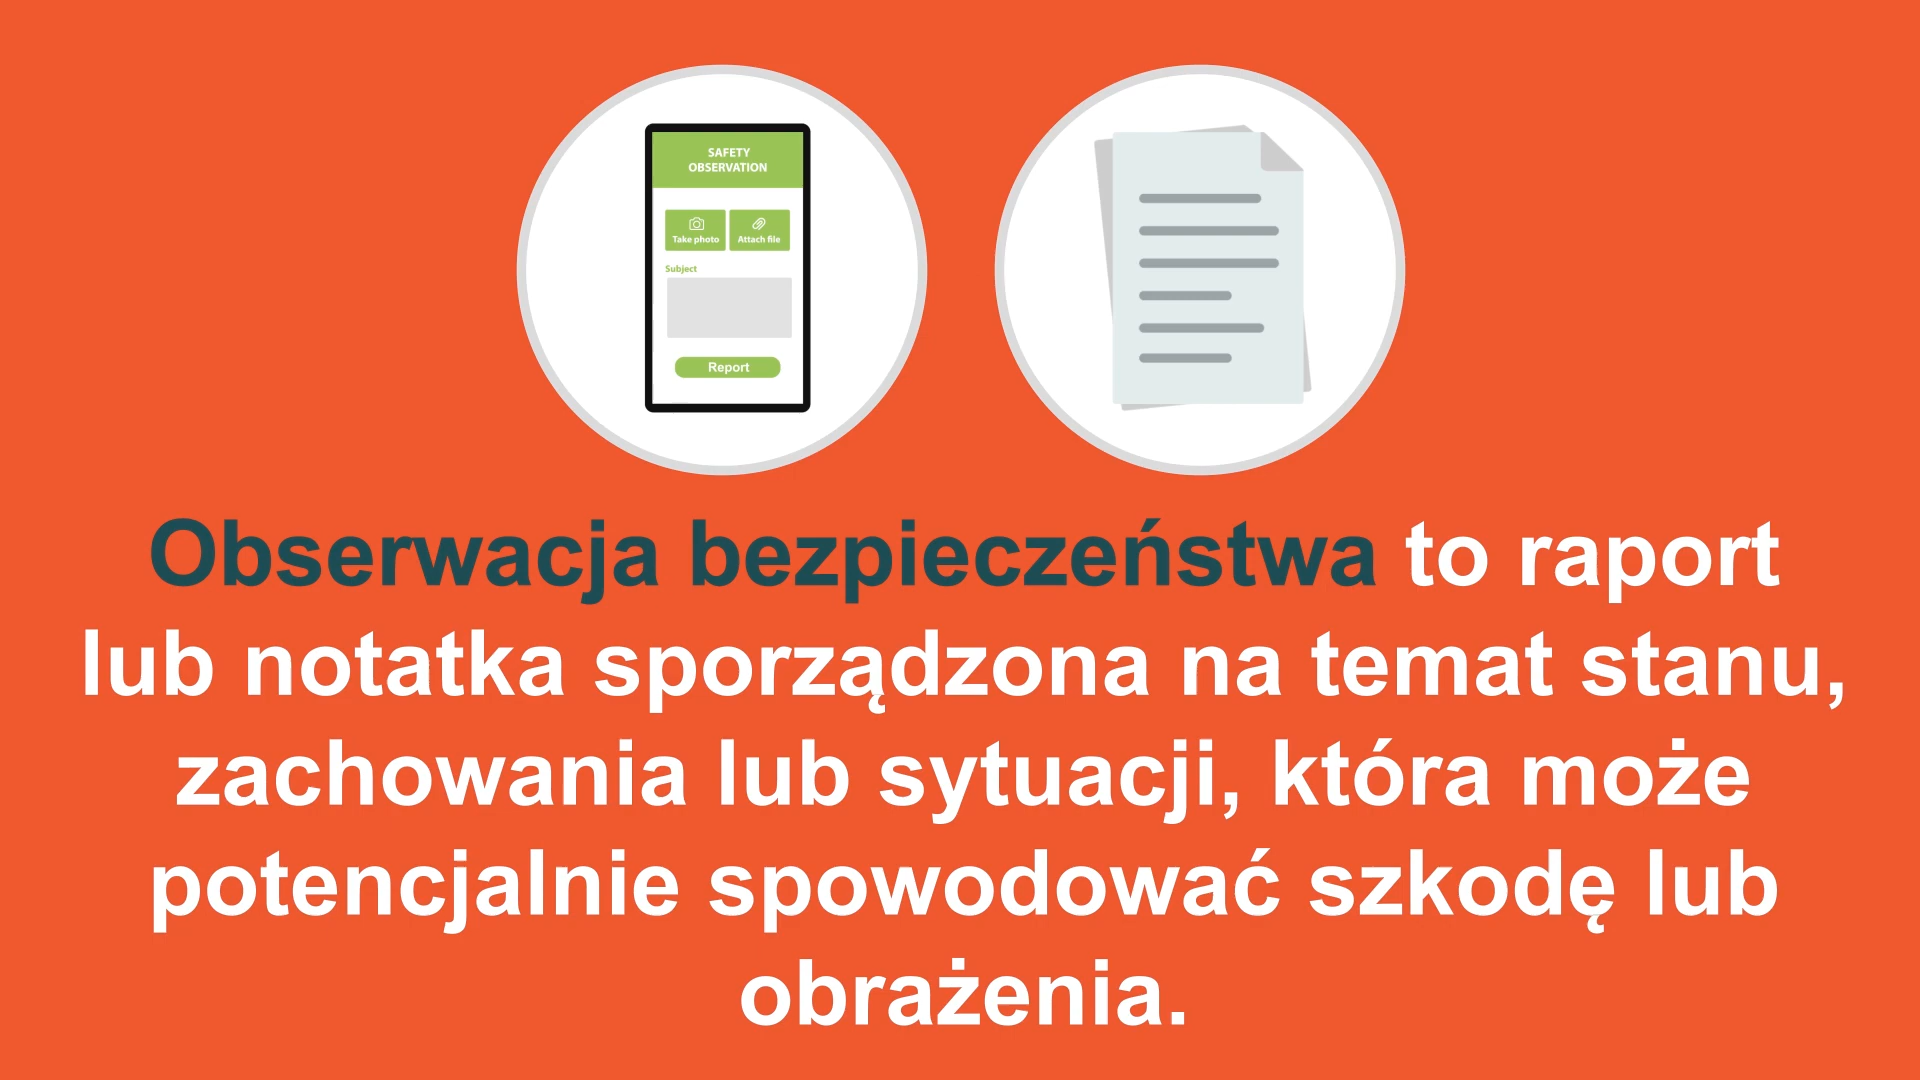 SAFETY
OBSERVATION
Take photo Attach file
Subject
Report
Obserwacja bezpieczeństwa to raport
lub notatka sporządzona na temat stanu,
zachowania lub sytuacji, która może
potencjalnie spowodować szkodę lub
obrażenia.